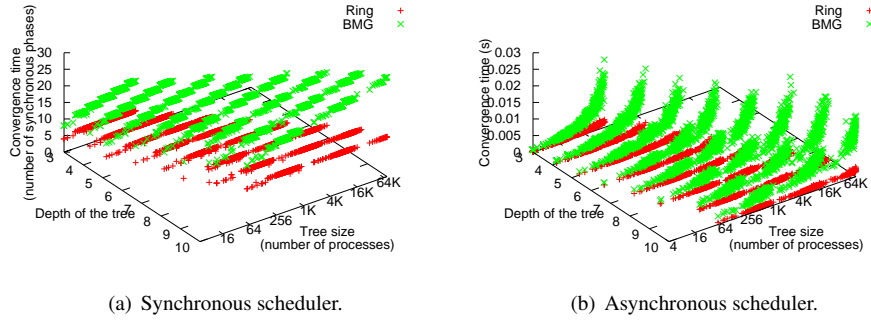 Ring
BMG
Convergence time
(number of synchronous phases)
30
25
20
15
10
5
0
3
4
5
6
7
8
9
10
Depth of the tree
16
64
256
1K
4K
16K
64K
Tree size
(number of processes)
(a) Synchronous scheduler.
Ring
BMG
Convergence time (s)
0.03
0.025
0.02
0.015
0.01
0.005
0
3
4
5
6
7
8
9
10
Depth of the tree
4
16
64
256
1K
4K
16K
64K
Tree size
(number of processes)
(b) Asynchronous scheduler.